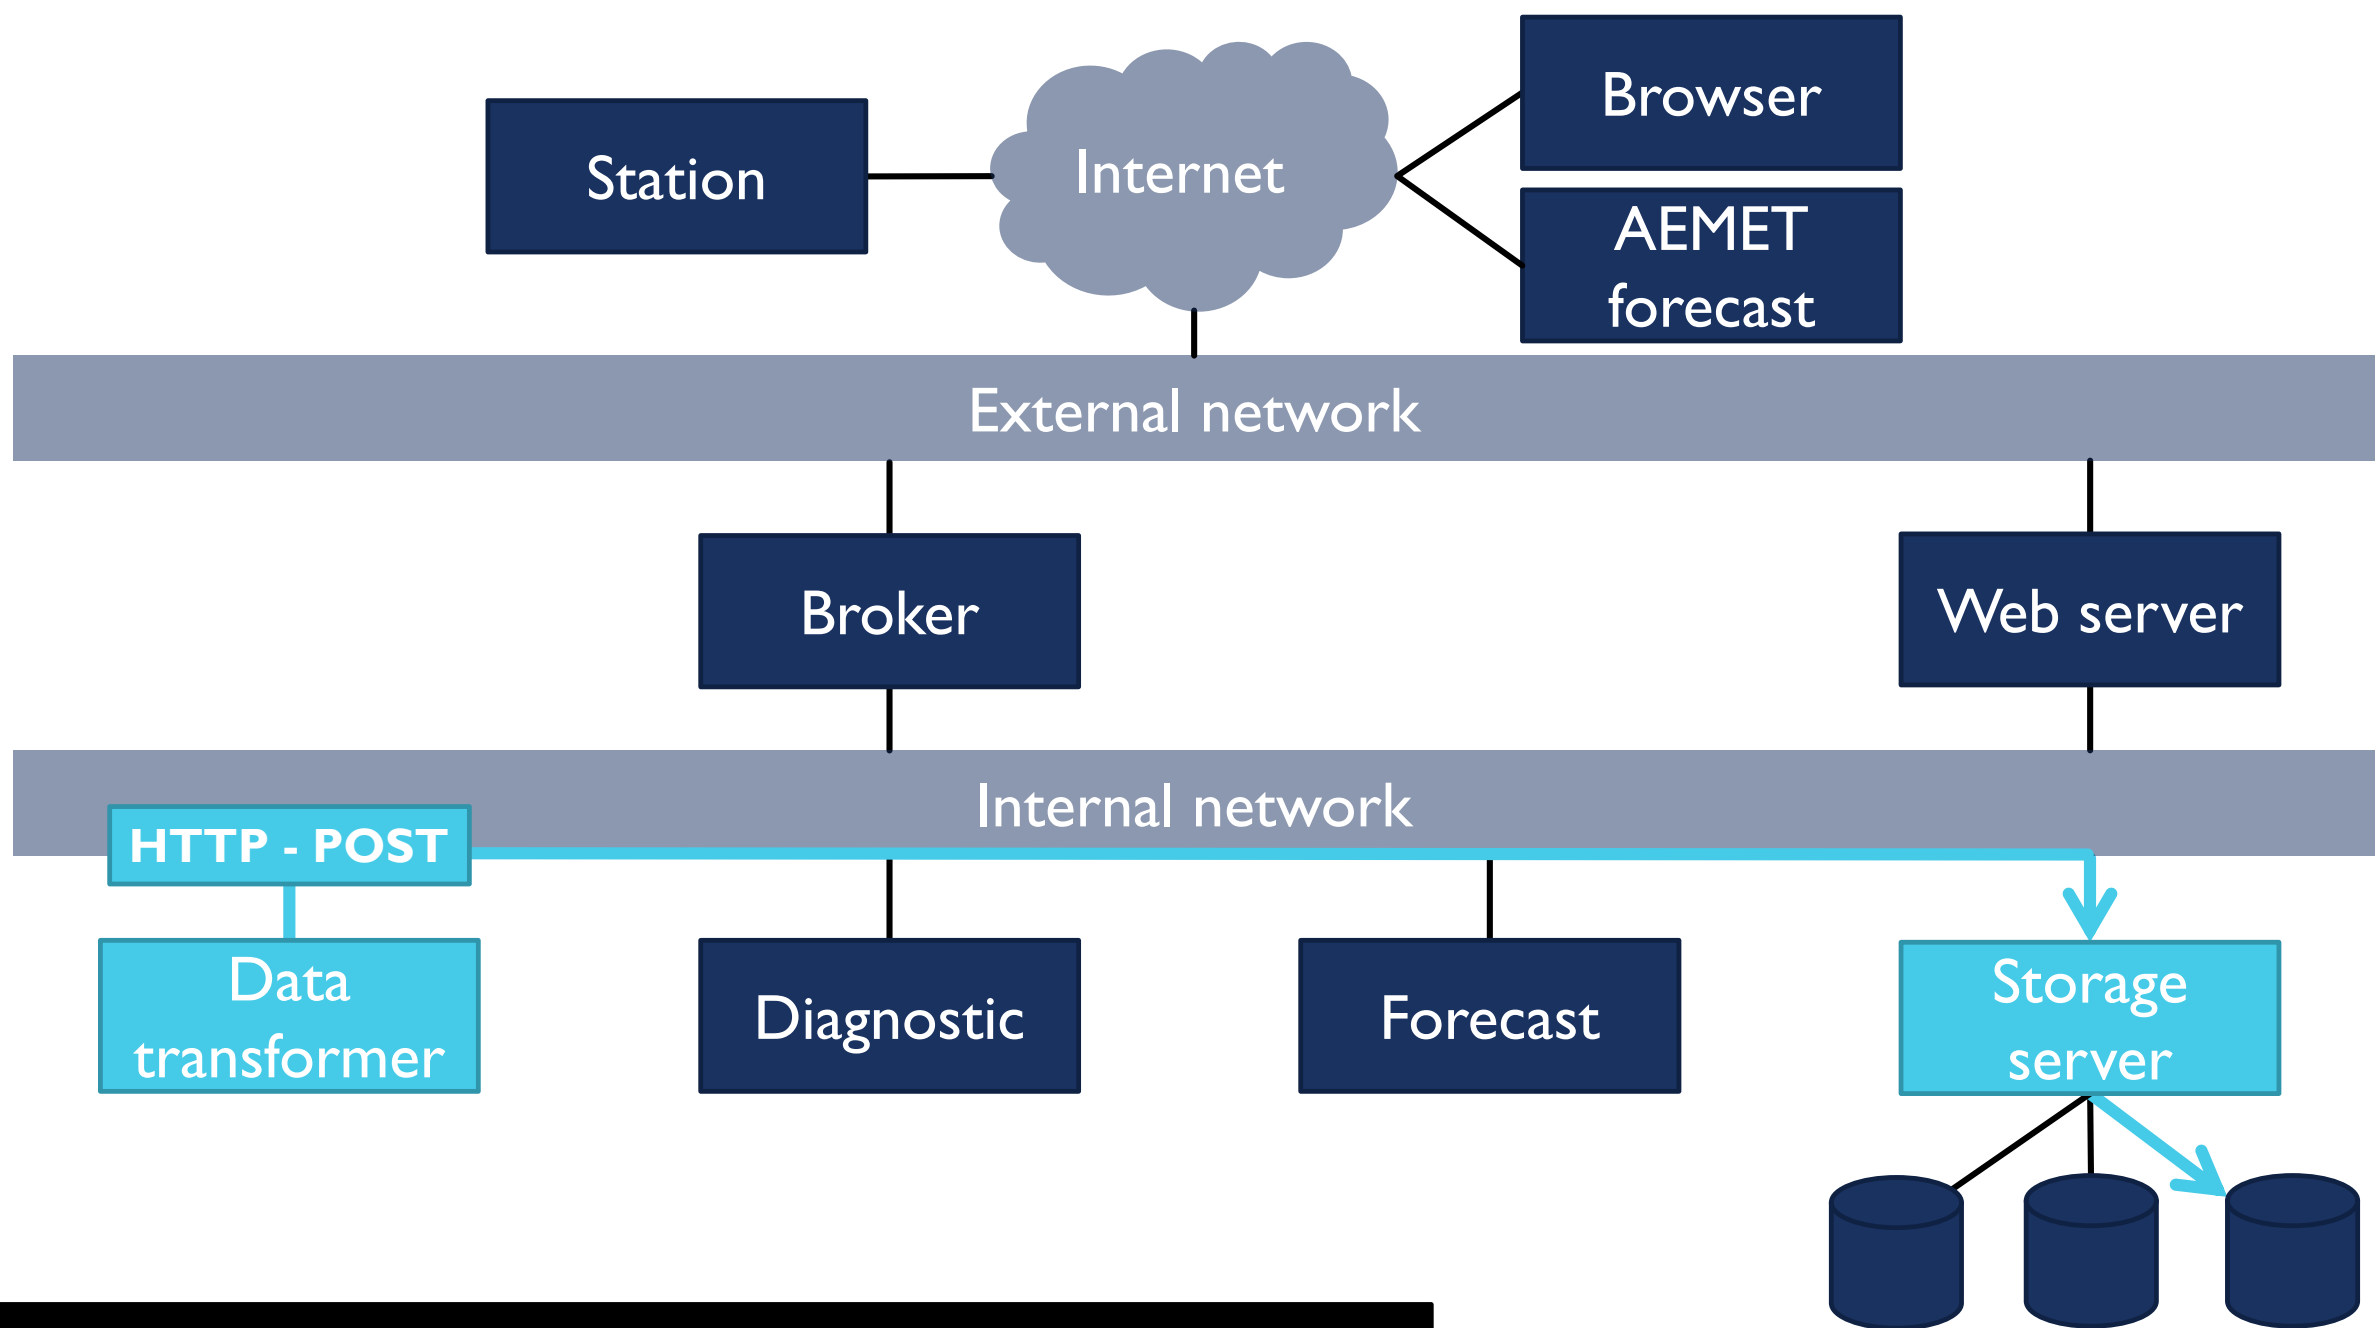 Browser
Station
Internet
AEMET
forecast
External network
Broker
Web server
Internal network
HTTP - POST
Data
transformer
Diagnostic
Forecast
Storage
server